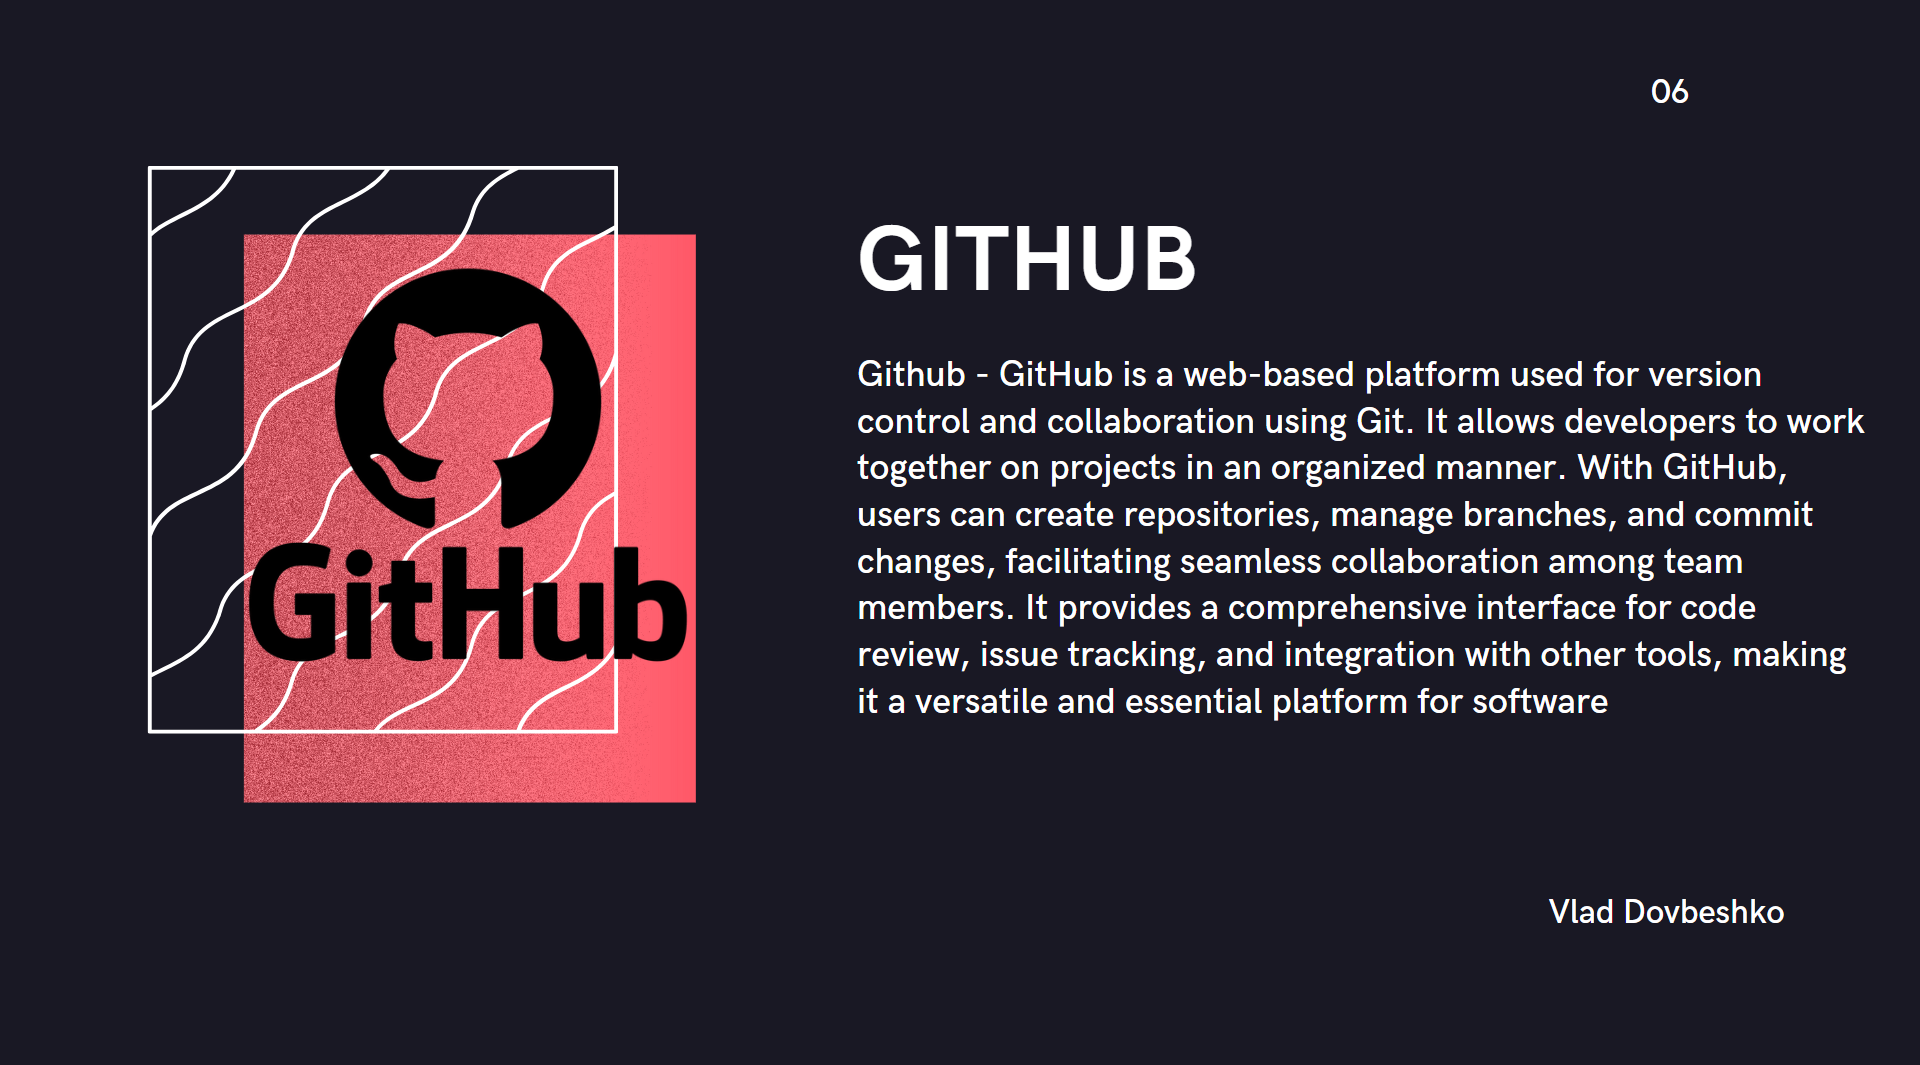 06
GitHub
GITHUB
Github - GitHub is a web-based platform used for version
control and collaboration using Git. It allows developers to work
together on projects in an organized manner. With GitHub,
users can create repositories, manage branches, and commit
changes, facilitating seamless collaboration among team
members. It provides a comprehensive interface for code
review, issue tracking, and integration with other tools, making
it a versatile and essential platform for software
Vlad Dovbeshko